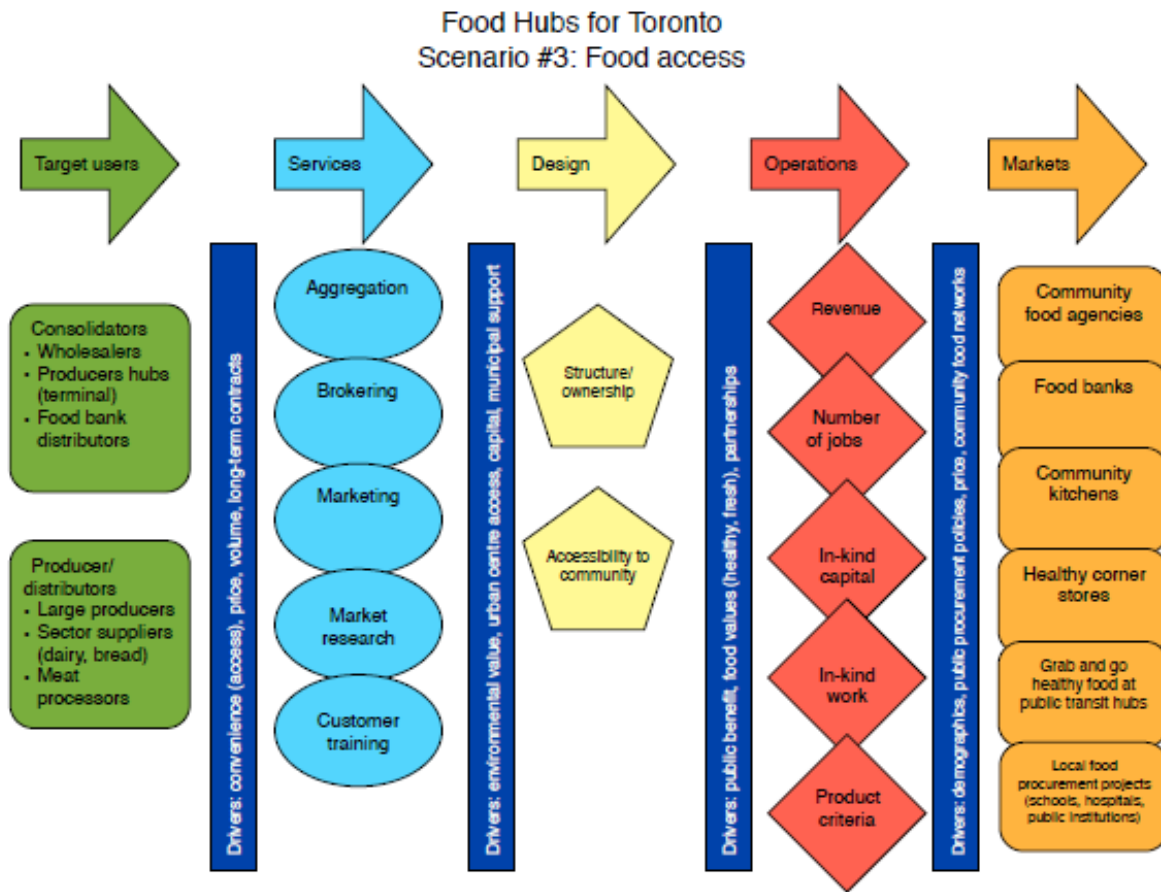 Food Hubs for Toronto
Scenario #3: Food access
Target users
Services
Design
Operations
Markets
Consolidators
• Wholesalers
• Producers hubs
(terminal)
• Food bank
distributors
Producer/
distributors
• Large producers
• Sector suppliers
(dairy, bread)
• Meat
processors
Drivers: convenience (access), price, volume, long-term contracts
Aggregation
Brokering
Marketing
Market
research
Customer
training
Drivers: environmental value, urban centre access, capital, municipal support
Structure/
ownership
Accessibility to
community
Drivers: public benefit, food values (healthy, fresh), partnerships
Revenue
Number
of jobs
In-kind
capital
In-kind
work
Product
criteria
Drivers: demographics, public procurement policies, price, community food networks
Community
food agencies
Food banks
Community
kitchens
Healthy corner
stores
Grab and go
healthy food at
public transit hubs
Local food
procurement projects
(schools, hospitals,
public institutions)